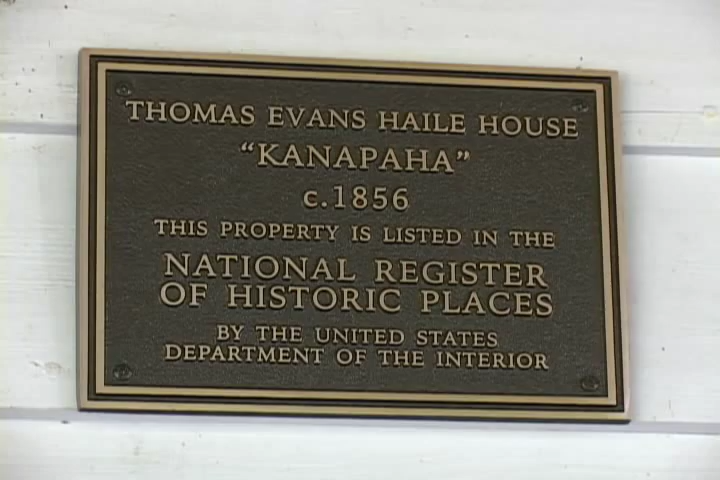 THOMAS EVANS HAILE HOUSE
“KANAPAHA”
c.1856
THIS PROPERTY IS LISTED IN THE
NATIONAL REGISTER
OF HISTORIC PLACES
BY THE UNITED STATES
DEPARTMENT OF THE INTERIOR